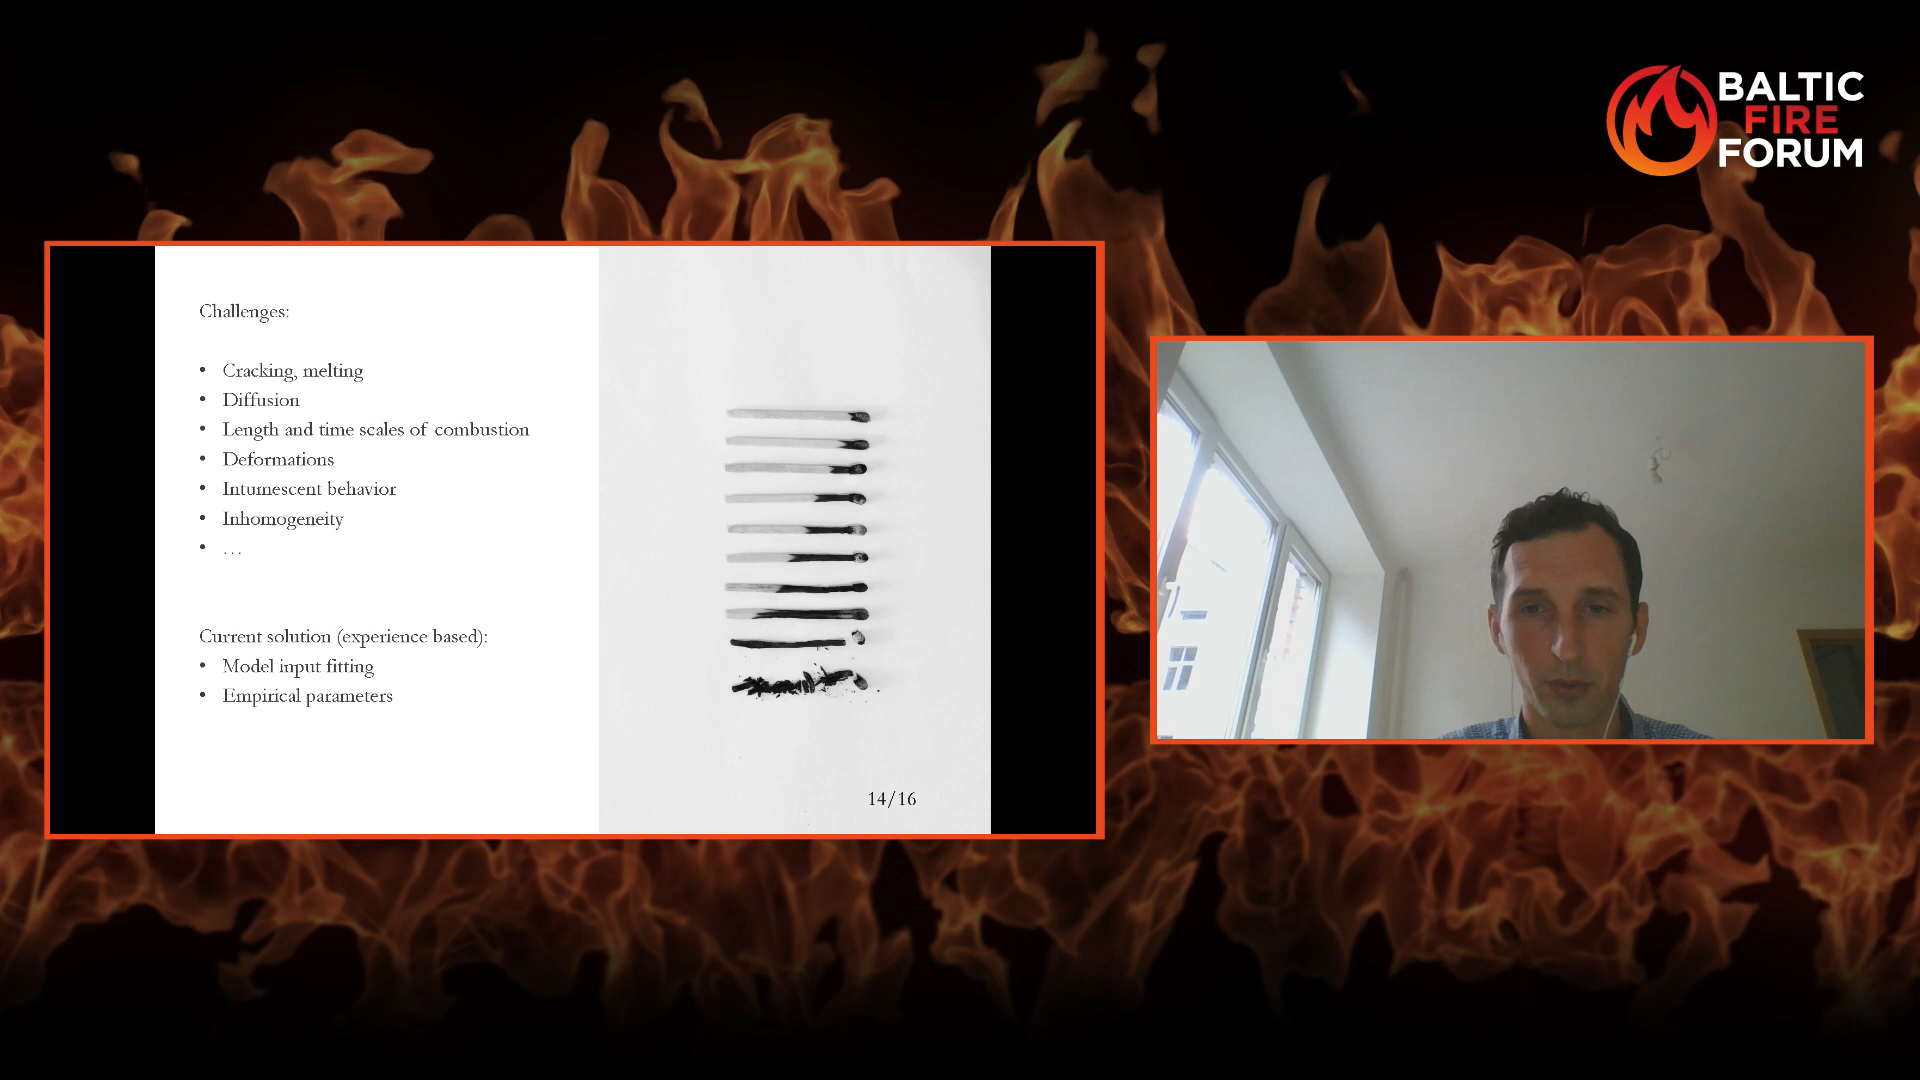 BALTIC
FIRE
FORUM
Challenges:
• Cracking, melting
• Diffusion
• Length and time scales of combustion
• Deformations
• Intumescent behavior
• Inhomogeneity
• …
Current solution (experience based):
• Model input fitting
• Empirical parameters
14/16